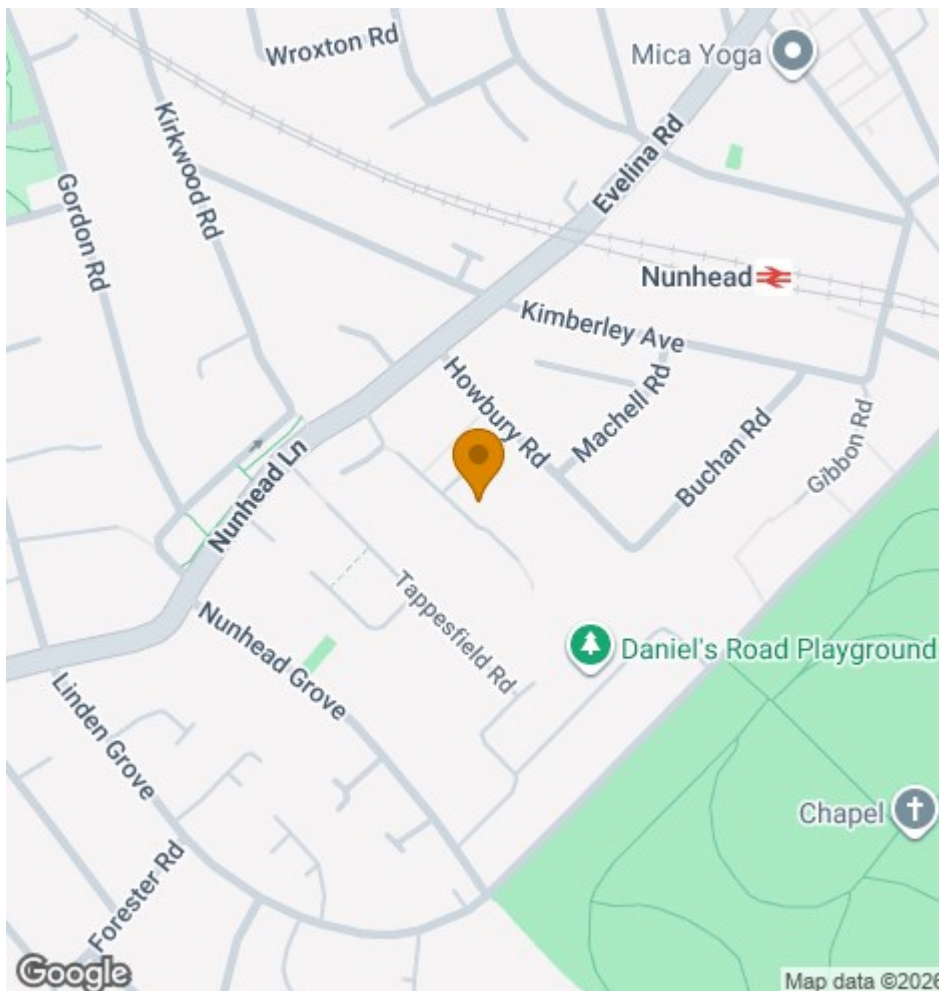 Wroxton Rd
Mica Yoga
Kirkwood Rd
Evelina Rd
Gordon Rd
Nunhead
Kimberley Ave
Howbury Rd
Machell Rd
Buchan Rd
Gibbon Rd
Nunhead Ln
Tappesfield Rd
Daniel's Road Playground
Nunhead Grove
Linden Grove
Chapel
Forester Rd
Google
Map data ©2026